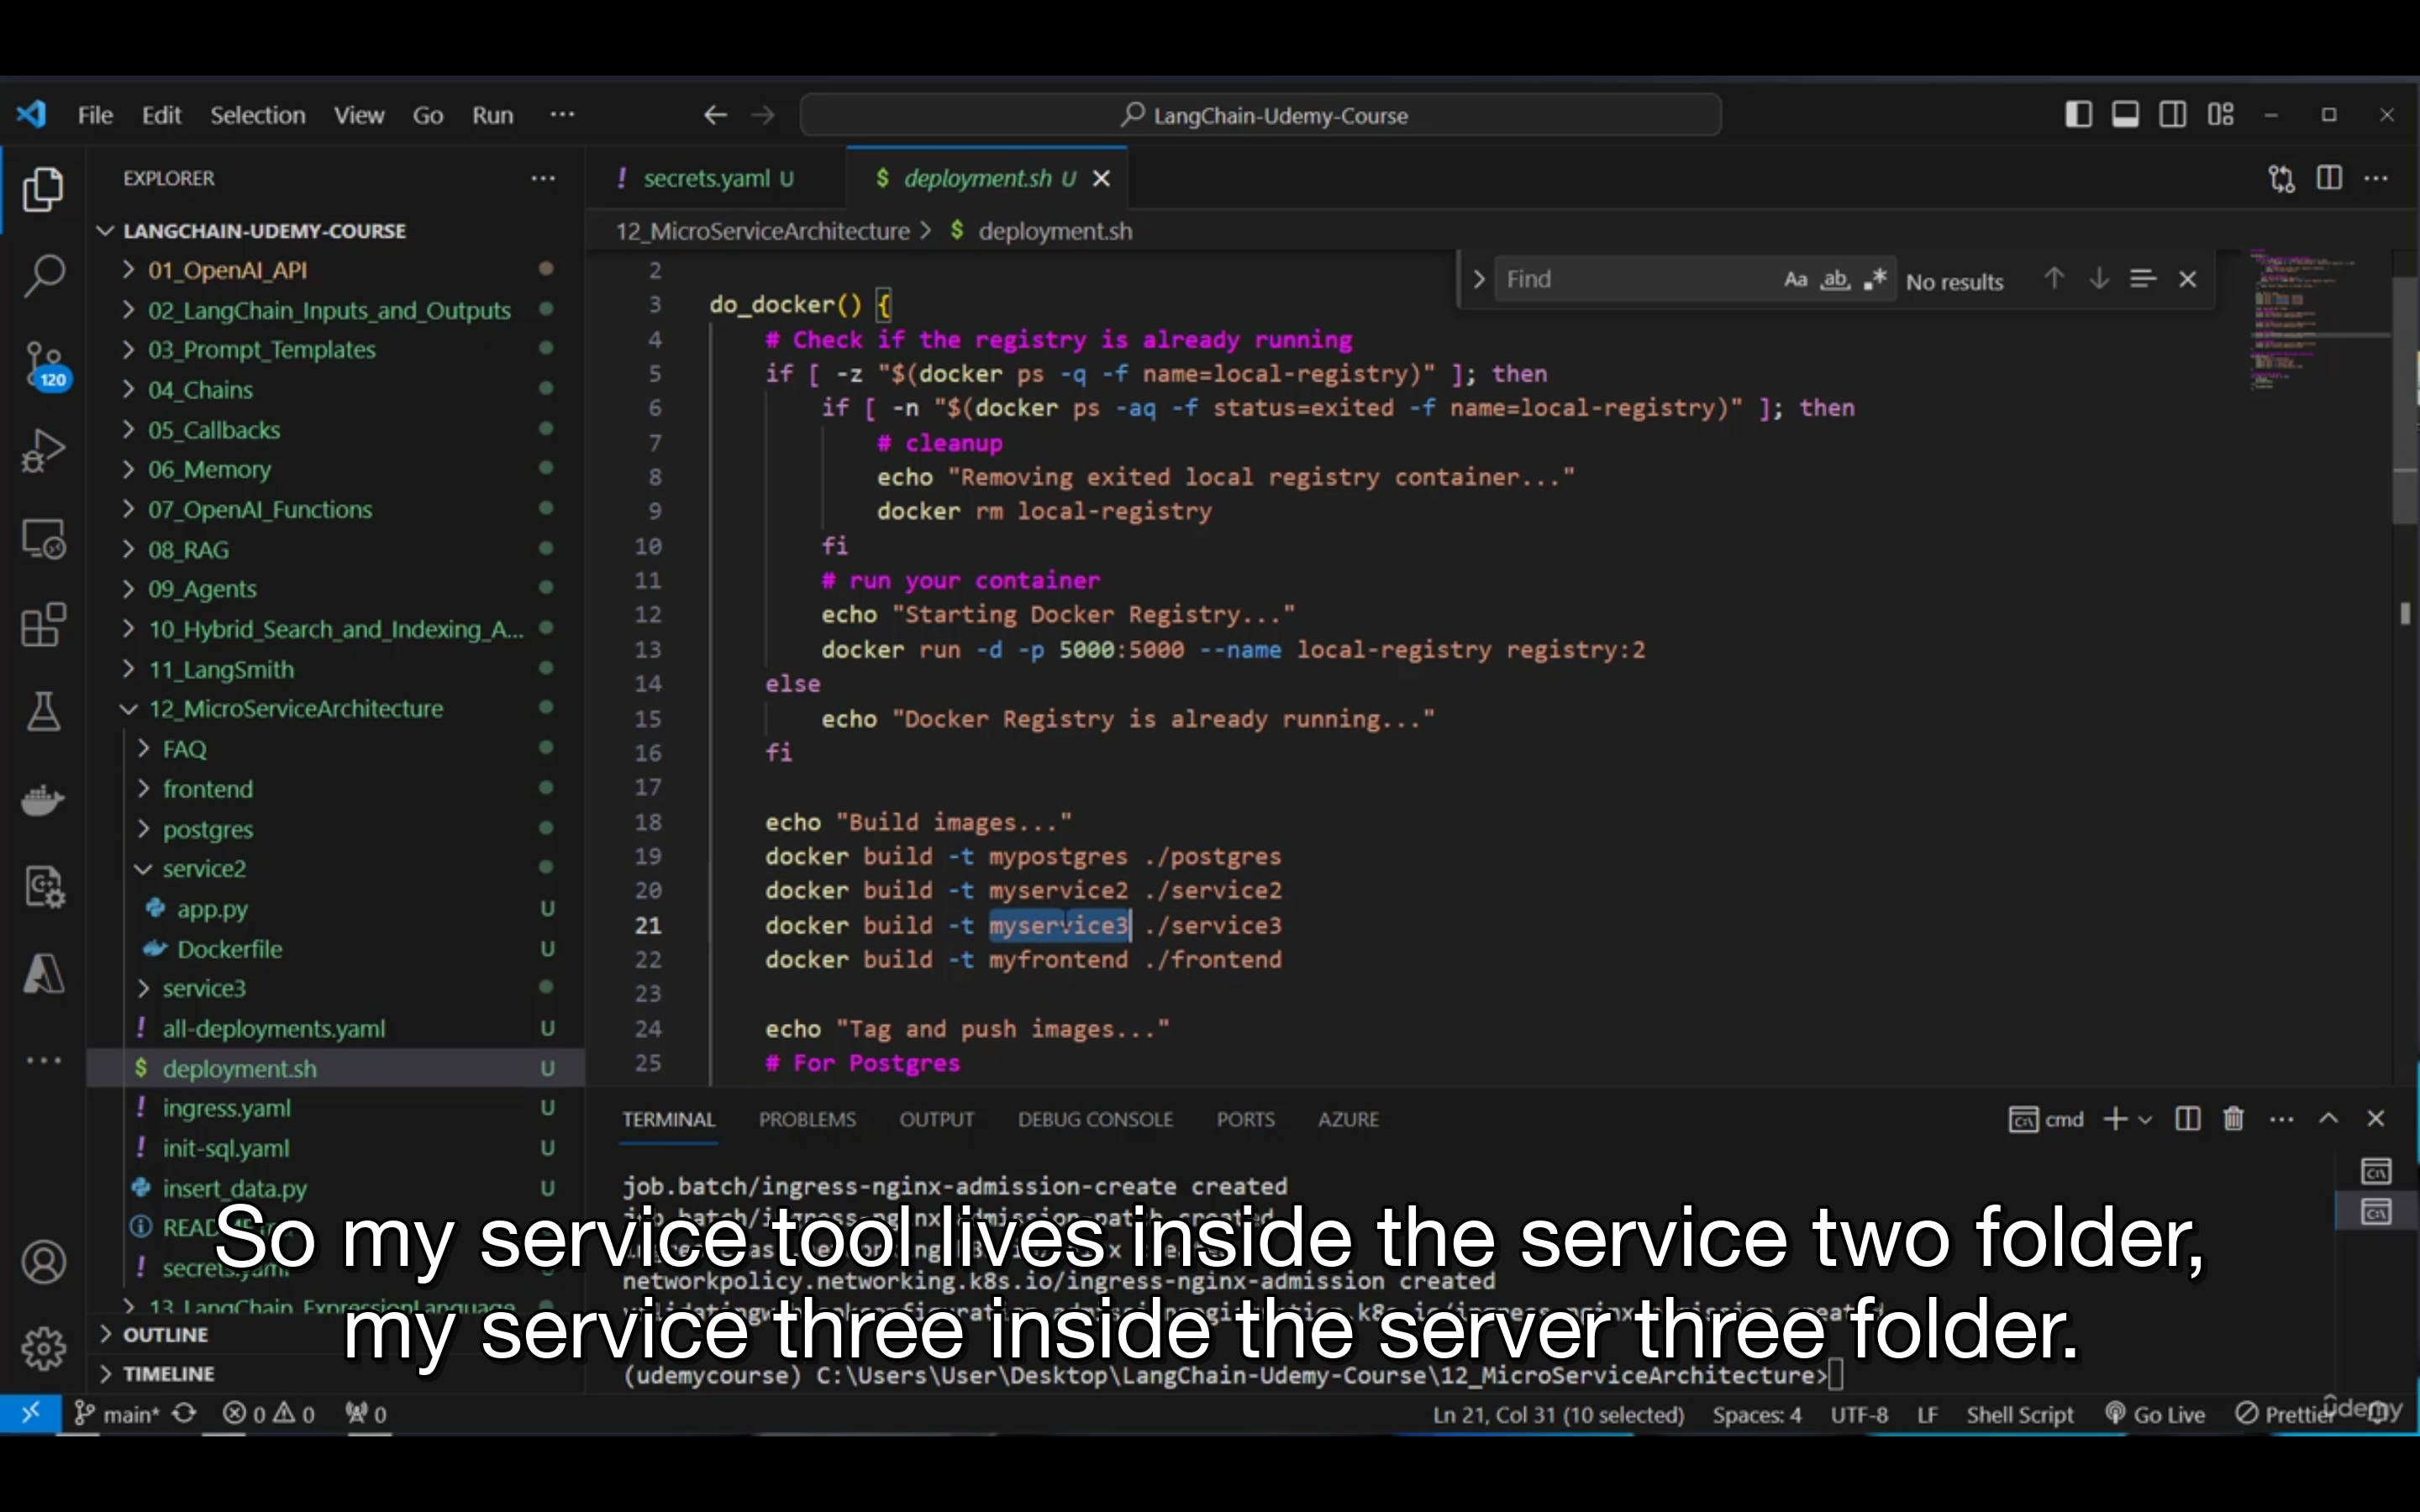 File Edit Selection View Go Run ... LangChain-Udemy-Course
EXPLORER
LANGCHAIN-UDEMY-COURSE
01_OpenAI_API
02_LangChain_Inputs_and_Outputs
03_Prompt_Templates
04_Chains
05_Callbacks
06_Memory
07_OpenAI_Functions
08_RAG
09_Agents
10_Hybrid_Search_and_Indexing_A...
11_LangSmith
12_MicroServiceArchitecture
FAQ
frontend
postgres
service2
app.py U
Dockerfile U
service3
all-deployments.yaml U
deployment.sh U
ingress.yaml U
init-sql.yaml U
insert_data.py U
secrets.yaml
13_LangChain_ExpressionLanguage
OUTLINE
TIMELINE
120
! secrets.yaml U $ deployment.sh U
12_MicroServiceArchitecture > $ deployment.sh
Find Aa ab .* No results
2
3 do_docker() {
4 # Check if the registry is already running
5 if [ -z "$(docker ps -q -f name=local-registry)" ]; then
6 if [ -n "$(docker ps -aq -f status=exited -f name=local-registry)" ]; then
7 # cleanup
8 echo "Removing exited local registry container..."
9 docker rm local-registry
10 fi
11 # run your container
12 echo "Starting Docker Registry..."
13 docker run -d -p 5000:5000 --name local-registry registry:2
14 else
15 echo "Docker Registry is already running..."
16 fi
17
18 echo "Build images..."
19 docker build -t mypostgres ./postgres
20 docker build -t myservice2 ./service2
21 docker build -t myservice3 ./service3
22 docker build -t myfrontend ./frontend
23
24 echo "Tag and push images..."
25 # For Postgres
TERMINAL PROBLEMS OUTPUT DEBUG CONSOLE PORTS AZURE cmd
job.batch/ingress-nginx-admission-create created
job.batch/ingress-nginx-admission-patch created
networkpolicy.networking.k8s.io/ingress-nginx-admission created
(udemycourse) C:\Users\User\Desktop\LangChain-Udemy-Course\12_MicroServiceArchitecture>
So my service tool lives inside the service two folder,
my service three inside the server three folder.
main* 0 0 0 Ln 21, Col 31 (10 selected) Spaces: 4 UTF-8 LF Shell Script Go Live Prettier
ûdemy